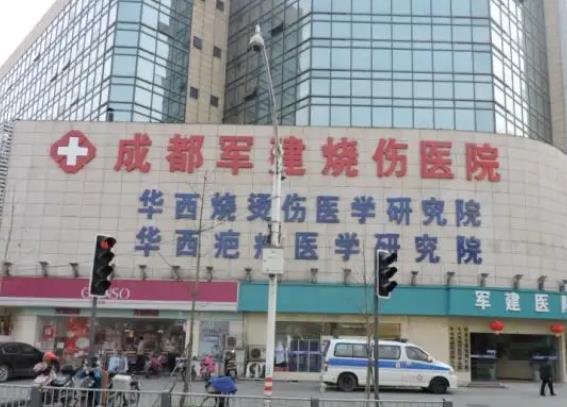 成都军建烧伤医院
华西烧烫伤医学研究院
华西疤痕医学研究院
军建医院